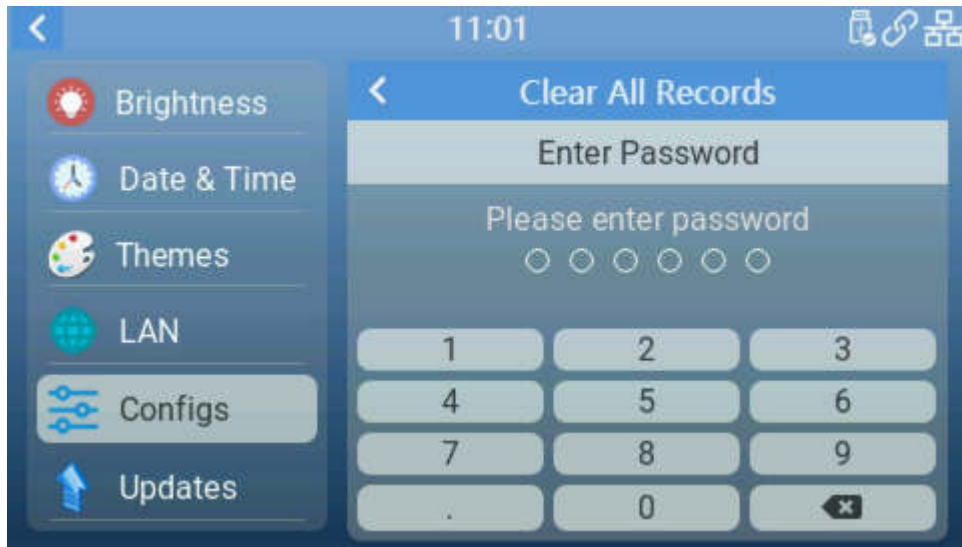 11:01
Brightness
Date & Time
Themes
LAN
Configs
Updates
Clear All Records
Enter Password
Please enter password
1 2 3
4 5 6
7 8 9
. 0